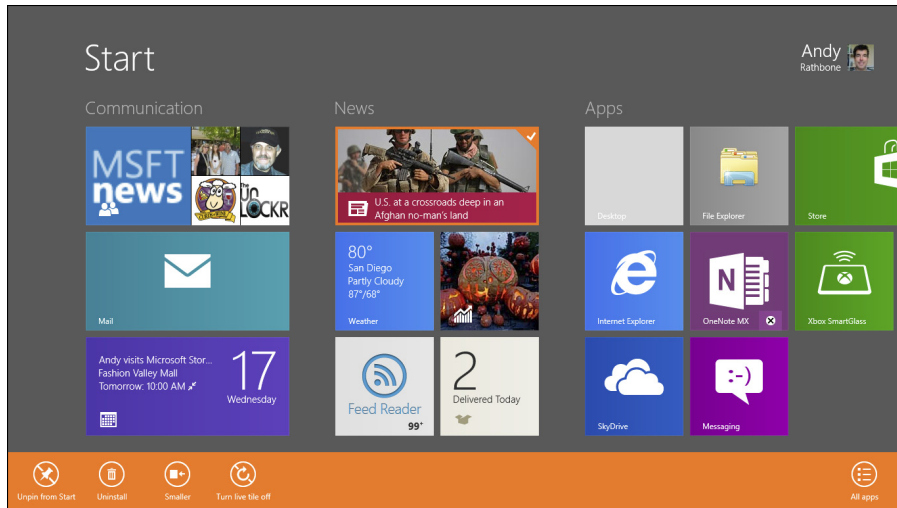 Start
Andy
Rathbone
Communication
News
Apps
MSFT
news
The
UN
LOCKR
U.S. at a crossroads deep in an
Afghan no-man's land
Desktop
File Explorer
Store
Mail
80°
San Diego
Partly Cloudy
87°/68°
Weather
Internet Explorer
N
OneNote MX
Xbox SmartGlass
Andy visits Microsoft Stor...
Fashion Valley Mall
Tomorrow: 10:00 AM
17
Wednesday
Feed Reader
99+
2
Delivered Today
SkyDrive
:-)
Messaging
Unpin from Start
Uninstall
Smaller
Turn live tile off
All apps